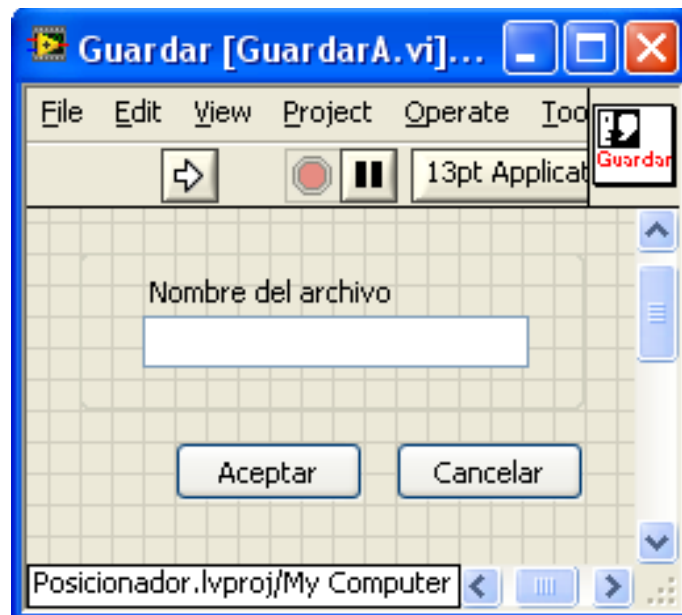 Guardar [GuardarA.vi]...
File Edit View Project Operate Too
13pt Applicat
Guardar
Nombre del archivo
Aceptar Cancelar
Posicionador.lvproj/My Computer